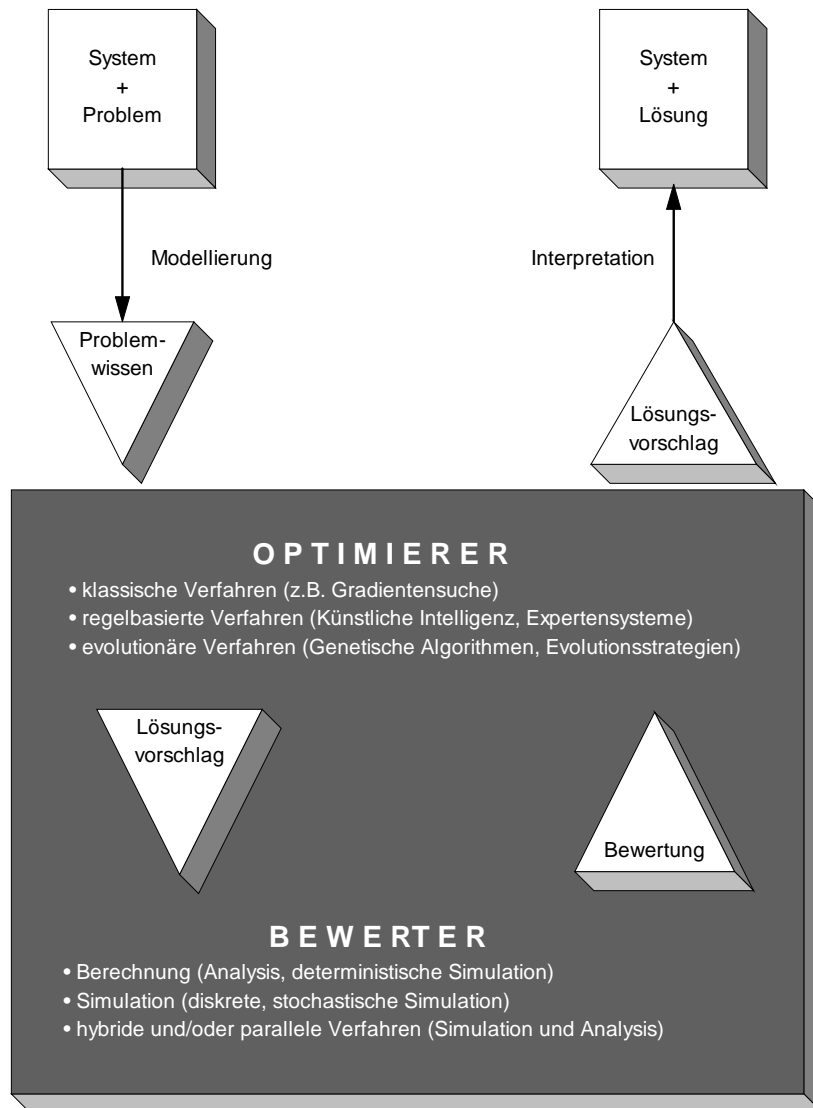 System
+
Problem
System
+
Lösung
Modellierung
Interpretation
Problem-
wissen
Lösungs-
vorschlag
OPTIMIERER
• klassische Verfahren (z.B. Gradientensuche)
• regelbasierte Verfahren (Künstliche Intelligenz, Expertensysteme)
• evolutionäre Verfahren (Genetische Algorithmen, Evolutionsstrategien)
Lösungs-
vorschlag
Bewertung
BEWERTER
• Berechnung (Analysis, deterministische Simulation)
• Simulation (diskrete, stochastische Simulation)
• hybride und/oder parallele Verfahren (Simulation und Analysis)